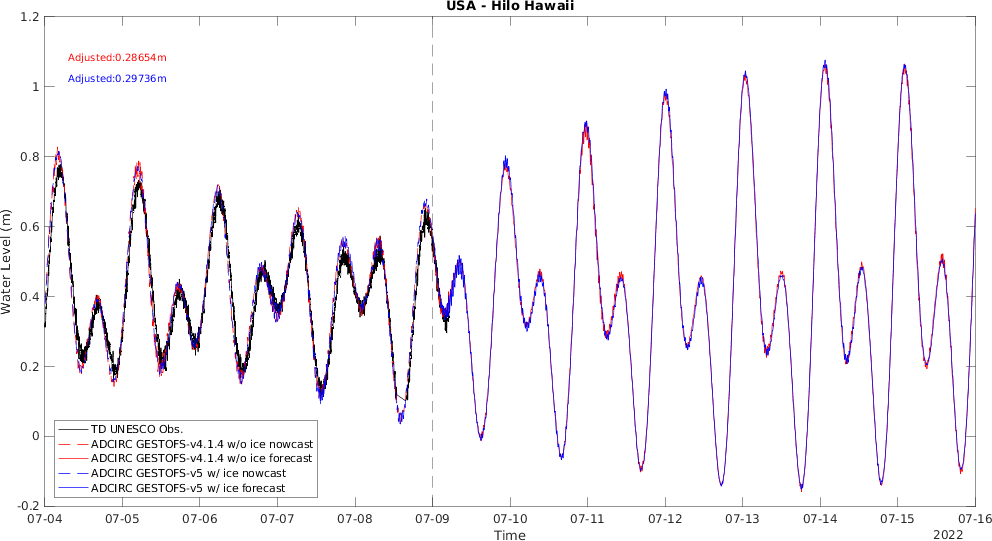 USA - Hilo Hawaii
1.2
1
0.8
0.6
0.4
0.2
0
-0.2
Water Level (m)
Adjusted:0.28654m
Adjusted:0.29736m
TD UNESCO Obs.
ADCIRC GESTOFS-v4.1.4 w/o ice nowcast
ADCIRC GESTOFS-v4.1.4 w/o ice forecast
ADCIRC GESTOFS-v5 w/ ice nowcast
ADCIRC GESTOFS-v5 w/ ice forecast
07-04 07-05 07-06 07-07 07-08 07-09 07-10 07-11 07-12 07-13 07-14 07-15 07-16
Time
2022